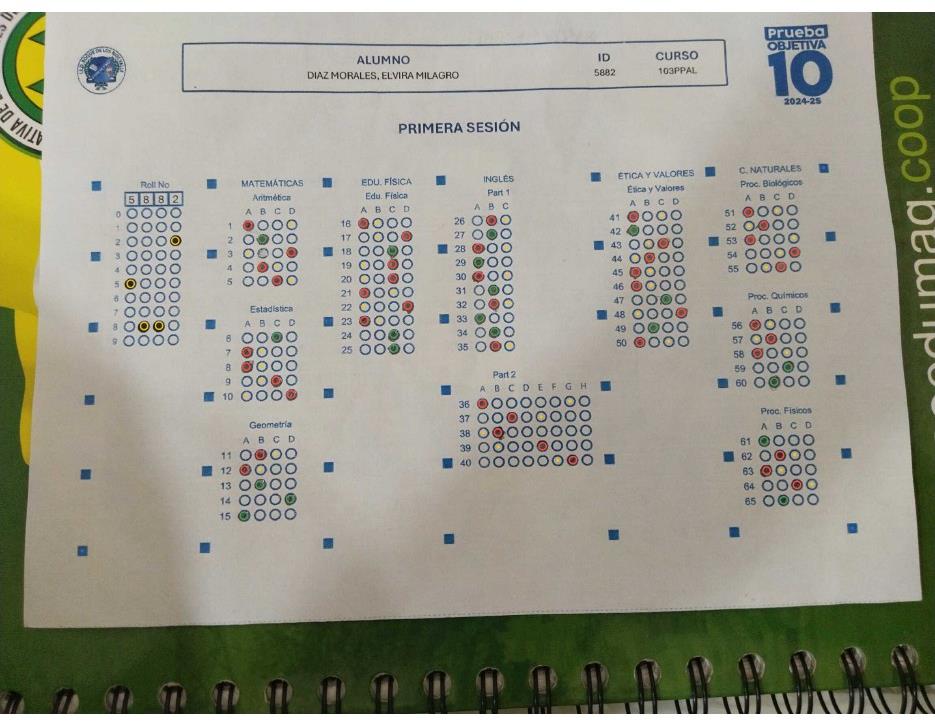 Prueba
OBJETIVA
10
2024-25
ALUMNO ID CURSO
DIAZ MORALES, ELVIRA MILAGRO 5882 103PPAL
PRIMERA SESIÓN
Roll No
5 8 8 2
0
1
2
3
4
5
6
7
8
9
MATEMÁTICAS
Aritmética
A B C D
1
2
3
4
5
Estadística
A B C D
6
7
8
9
10
Geometría
A B C D
11
12
13
14
15
EDU. FÍSICA
Edu. Física
A B C D
16
17
18
19
20
21
22
23
24
25
INGLÉS
Part 1
A B C
26
27
28
29
30
31
32
33
34
35
Part 2
A B C D E F G H
36
37
38
39
40
ÉTICA Y VALORES
Ética y Valores
A B C D
41
42
43
44
45
46
47
48
49
50
C. NATURALES
Proc. Biológicos
A B C D
51
52
53
54
55
Proc. Químicos
A B C D
56
57
58
59
60
Proc. Físicos
A B C D
61
62
63
64
65
edumag.coop